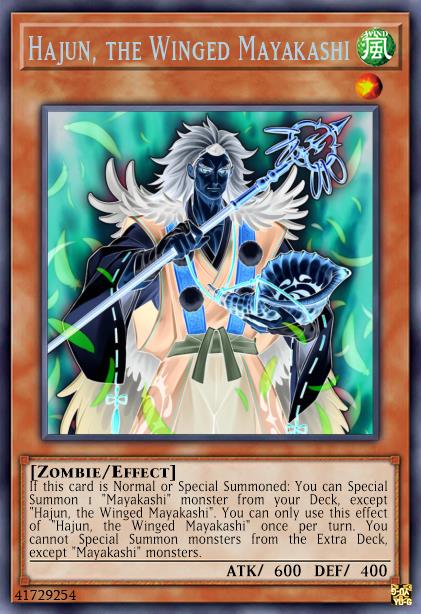 Hajun, the Winged Mayakashi
WIND
風
[Zombie/Effect]
If this card is Normal or Special Summoned: You can Special
Summon 1 "Mayakashi" monster from your Deck, except
"Hajun, the Winged Mayakashi". You can only use this effect
of "Hajun, the Winged Mayakashi" once per turn. You
cannot Special Summon monsters from the Extra Deck,
except "Mayakashi" monsters.
ATK/ 600 DEF/ 400
41729254